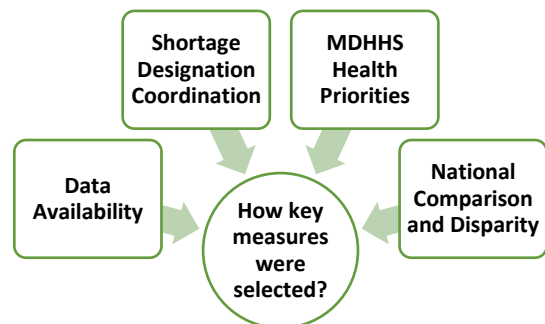 Shortage
Designation
Coordination
MDHHS
Health
Priorities
Data
Availability
National
Comparison
and Disparity
How key
measures
were
selected?